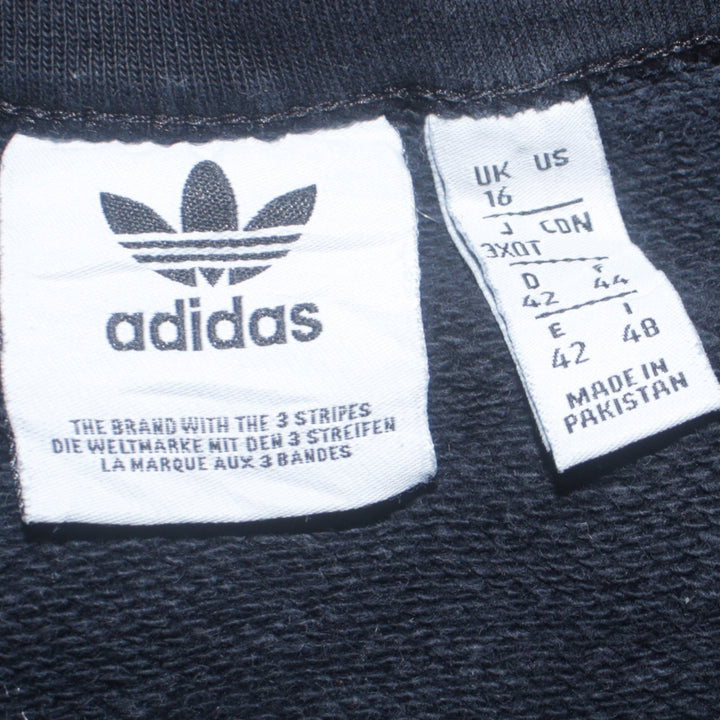 adidas
THE BRAND WITH THE 3 STRIPES
DIE WELTMARKE MIT DEN 3 STREIFEN
LA MARQUE AUX 3 BANDES
UK US
16
J CDN
3XOT
D F
42 44
E I
42 48
MADE IN
PAKISTAN